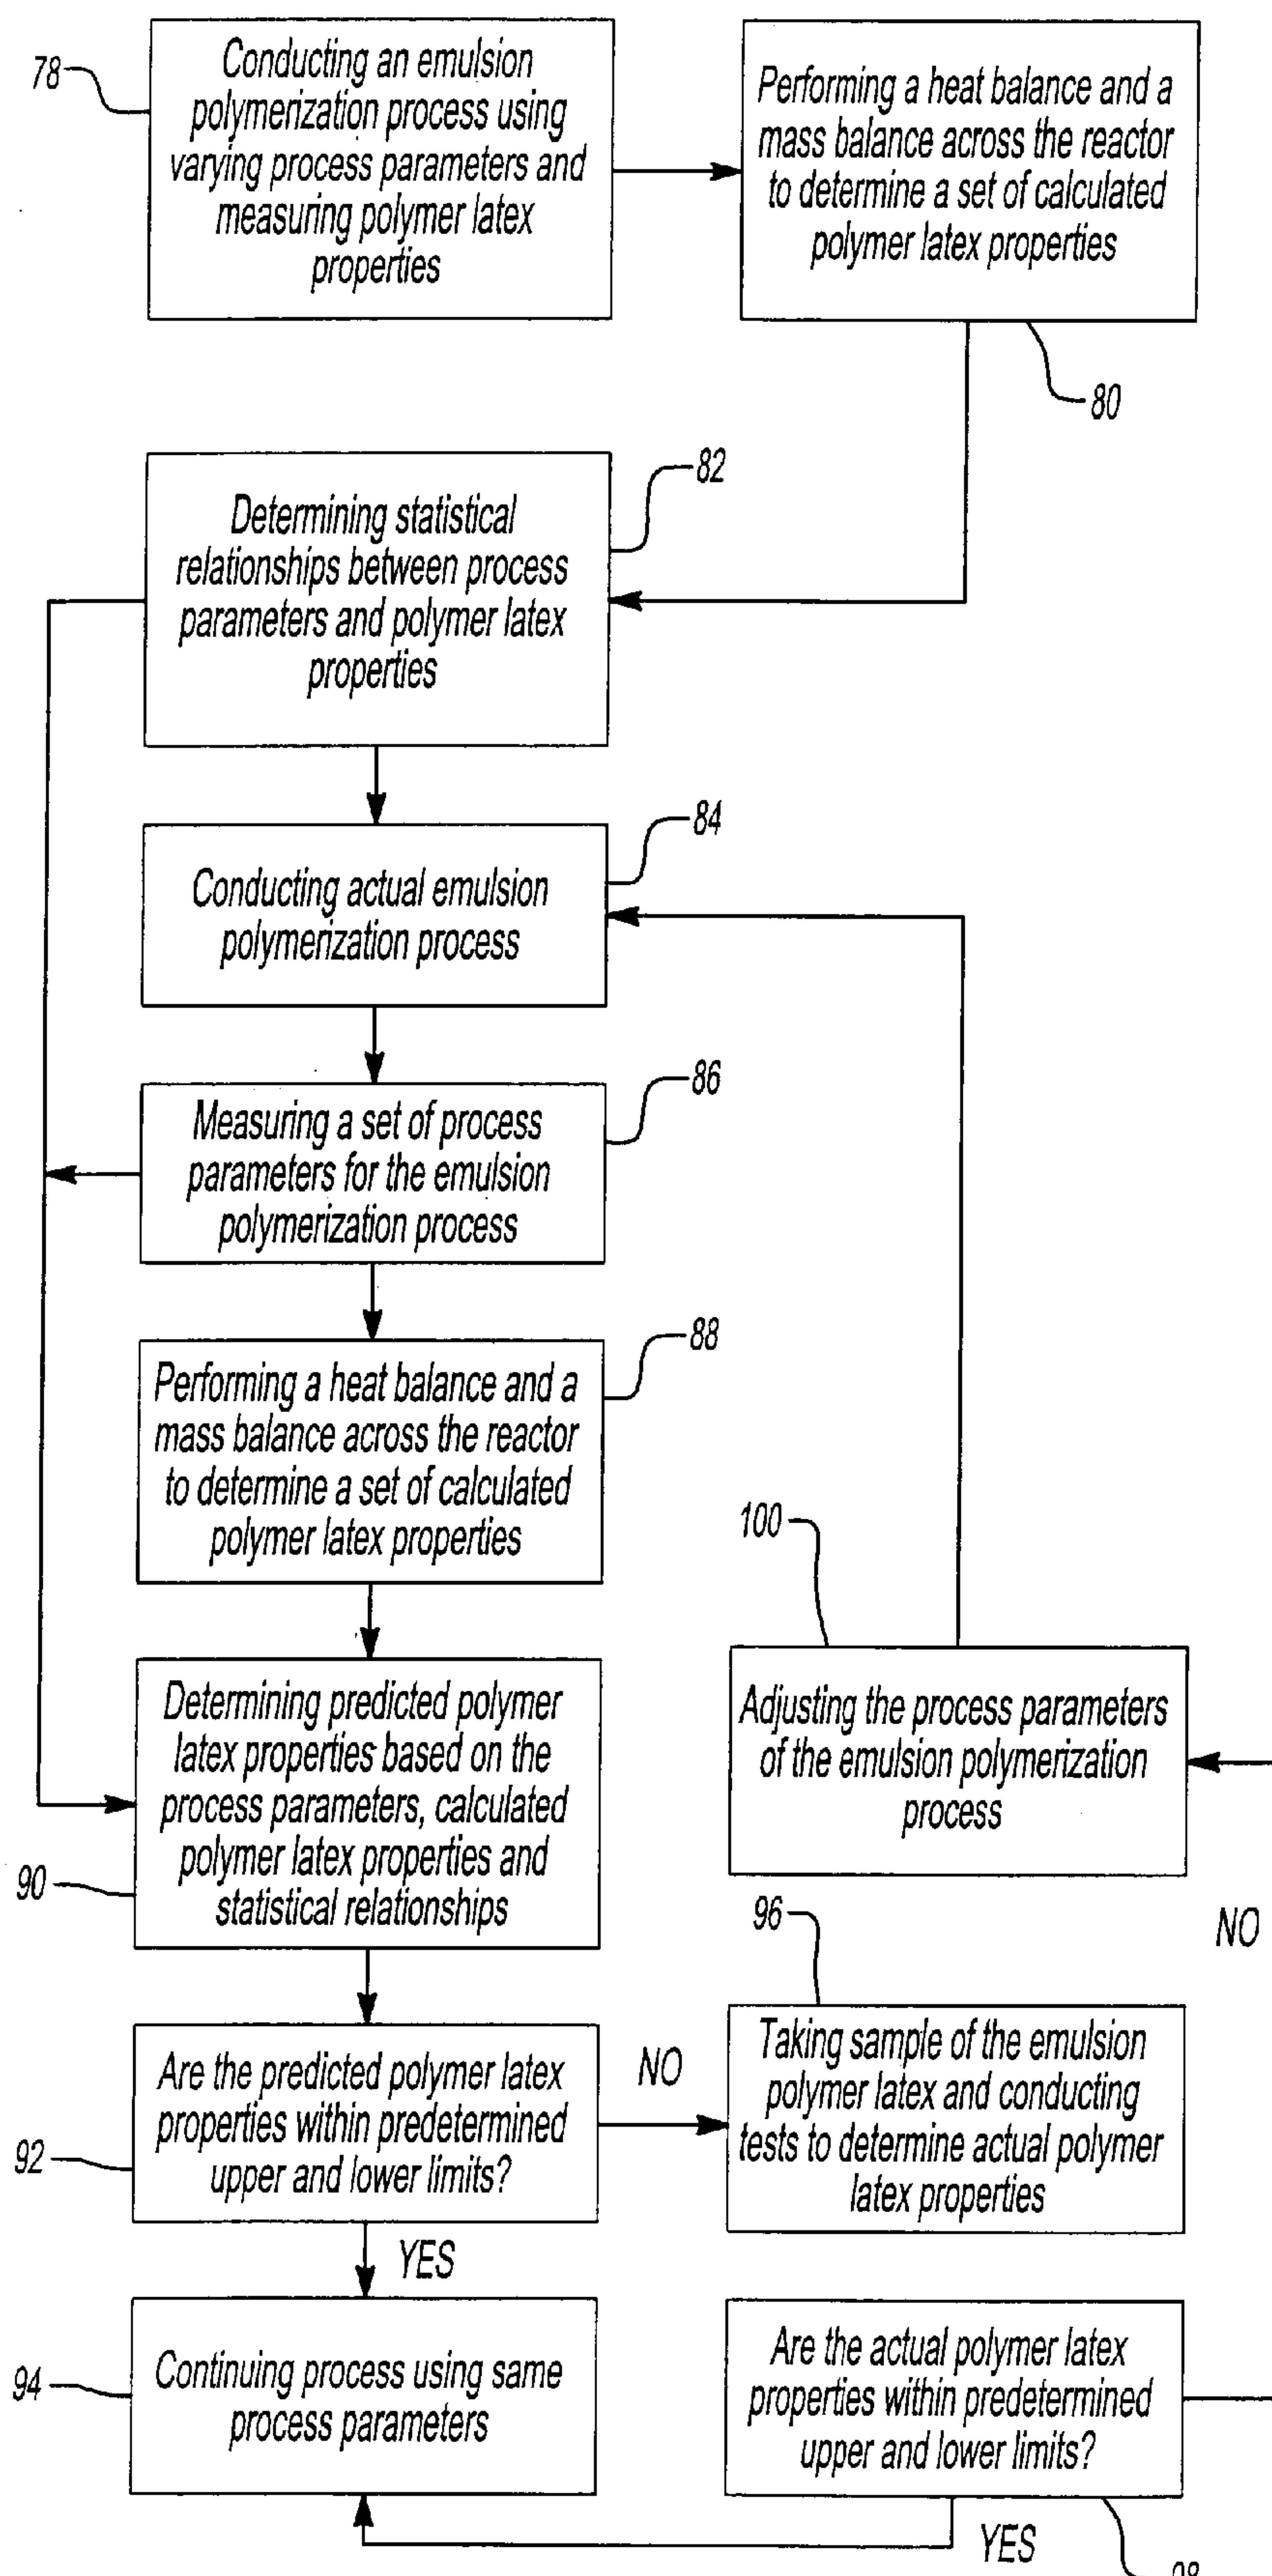 78
Conducting an emulsion
polymerization process using
varying process parameters and
measuring polymer latex
properties
Performing a heat balance and a
mass balance across the reactor
to determine a set of calculated
polymer latex properties
80
82
Determining statistical
relationships between process
parameters and polymer latex
properties
84
Conducting actual emulsion
polymerization process
86
Measuring a set of process
parameters for the emulsion
polymerization process
88
Performing a heat balance and a
mass balance across the reactor
to determine a set of calculated
polymer latex properties
100
Adjusting the process parameters
of the emulsion polymerization
process
NO
Determining predicted polymer
latex properties based on the
process parameters, calculated
polymer latex properties and
statistical relationships
90
96
Taking sample of the emulsion
polymer latex and conducting
tests to determine actual polymer
latex properties
Are the predicted polymer latex
properties within predetermined
upper and lower limits?
92
NO
YES
Continuing process using same
process parameters
94
Are the actual polymer latex
properties within predetermined
upper and lower limits?
YES
98